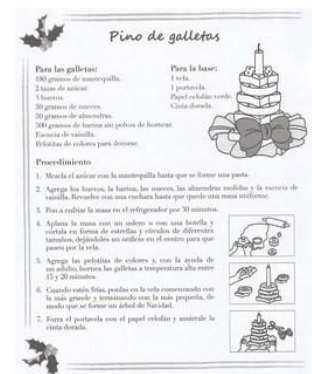 Pino de galletas
Para las galletas:
180 gramos de mantequilla.
2 tazas de azúcar.
3 huevos.
50 gramos de nueces.
50 gramos de almendras.
500 gramos de harina sin polvos de hornear.
Esencia de vainilla.
Pelotitas de colores para decorar.
Para la base:
1 vela.
1 portavela.
Papel celofán verde.
Cinta dorada.
Procedimiento
1. Mezcla el azúcar con la mantequilla hasta que se forme una pasta.
2. Agrega los huevos, la harina, las nueces, las almendras molidas y la esencia de
vainilla. Revuelve con una cuchara hasta que quede una masa uniforme.
3. Pon a enfriar la masa en el refrigerador por 30 minutos.
4. Aplana la masa con un uslero o con una botella y
córtala en forma de estrellas y círculos de diferentes
tamaños, dejándoles un orificio en el centro para que
pasen por la vela.
5. Agrega las pelotitas de colores y, con la ayuda de
un adulto, hornea las galletas a temperatura alta entre
15 y 20 minutos.
6. Cuando estén frías, ponlas en la vela comenzando con
la más grande y terminando con la más pequeña, de
modo que se forme un árbol de Navidad.
7. Forra el portavela con el papel celofán y amárrale la
cinta dorada.